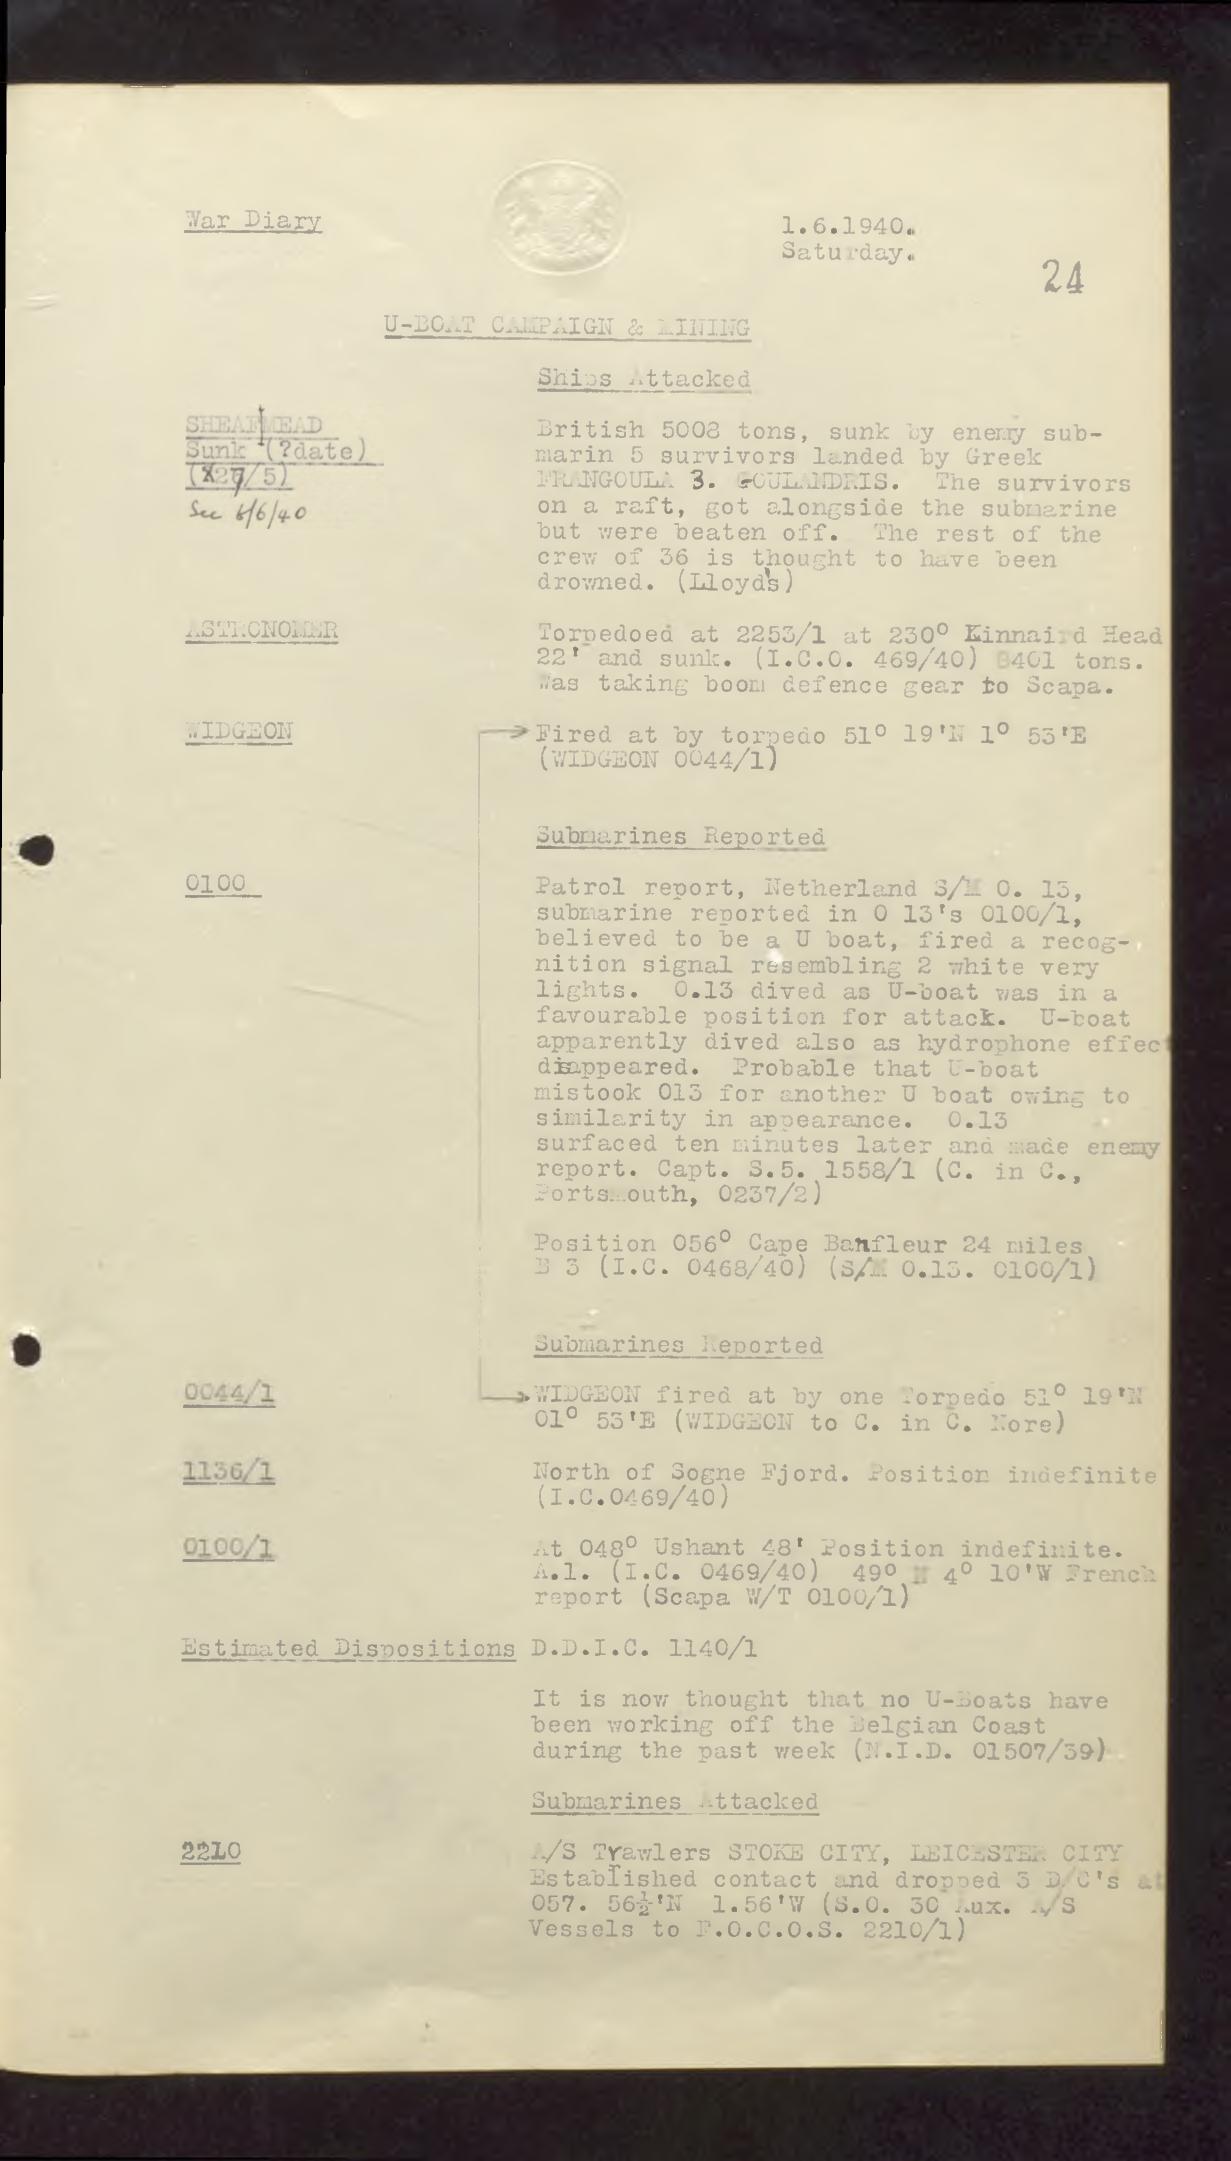 War Diary
1.6.1940.
Saturday.
24
U-BOAT CAMPAIGN & MINING
Ships Attacked
SHEAFMEAD
Sunk (?date)
(27/5)
See 6/6/40
British 5008 tons, sunk by enemy sub-
marin 5 survivors landed by Greek
FRANGOULA 3. GOULANDRIS. The survivors
on a raft, got alongside the submarine
but were beaten off. The rest of the
crew of 36 is thought to have been
drowned. (Lloyd's)
ASTRONOMER
Torpedoed at 2253/1 at 230° Kinnaird Head
22' and sunk. (I.C.O. 469/40) 8401 tons.
Was taking boom defence gear to Scapa.
WIDGEON
Fired at by torpedo 51° 19'N 1° 53'E
(WIDGEON 0044/1)
Submarines Reported
0100
Patrol report, Netherland S/M O. 13,
submarine reported in O 13's 0100/1,
believed to be a U boat, fired a recog-
nition signal resembling 2 white very
lights. O.13 dived as U-boat was in a
favourable position for attack. U-boat
apparently dived also as hydrophone effect
disappeared. Probable that U-boat
mistook O13 for another U boat owing to
similarity in appearance. O.13
surfaced ten minutes later and made enemy
report. Capt. S.5. 1558/1 (C. in C.,
Portsmouth, 0237/2)
Position 056° Cape Banfleur 24 miles
B 3 (I.C. 0468/40) (S/M O.13. 0100/1)
Submarines Reported
0044/1
WIDGEON fired at by one Torpedo 51° 19'N
01° 53'E (WIDGEON to C. in C. Nore)
1136/1
North of Sogne Fjord. Position indefinite
(I.C.0469/40)
0100/1
At 048° Ushant 48' Position indefinite.
A.1. (I.C. 0469/40) 49° N 4° 10'W French
report (Scapa W/T 0100/1)
Estimated Dispositions D.D.I.C. 1140/1
It is now thought that no U-Boats have
been working off the Belgian Coast
during the past week (N.I.D. 01507/39)
Submarines Attacked
2210
A/S Trawlers STOKE CITY, LEICESTER CITY
Established contact and dropped 3 D/C's at
057. 56½'N 1.56'W (S.O. 30 Aux. A/S
Vessels to F.O.C.O.S. 2210/1)